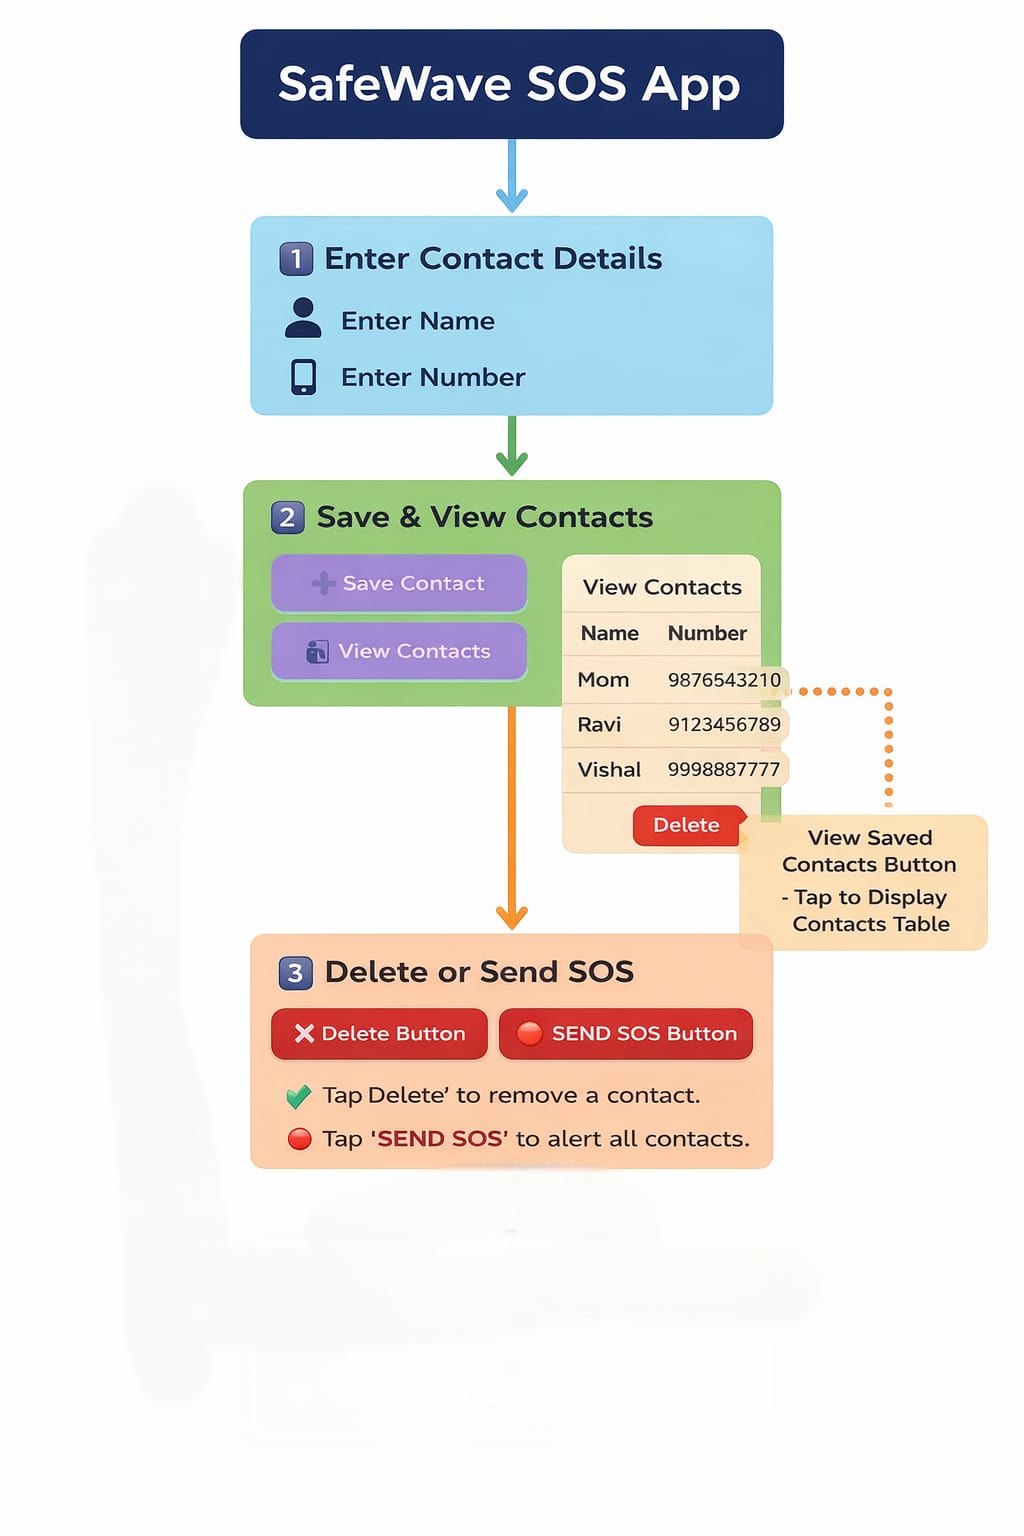 SafeWave SOS App
1 Enter Contact Details
Enter Name
Enter Number
2 Save & View Contacts
Save Contact
View Contacts
View Contacts
Name Number
Mom 9876543210
Ravi 9123456789
Vishal 9998887777
Delete
View Saved
Contacts Button
- Tap to Display
Contacts Table
3 Delete or Send SOS
Delete Button
SEND SOS Button
Tap Delete' to remove a contact.
Tap 'SEND SOS' to alert all contacts.